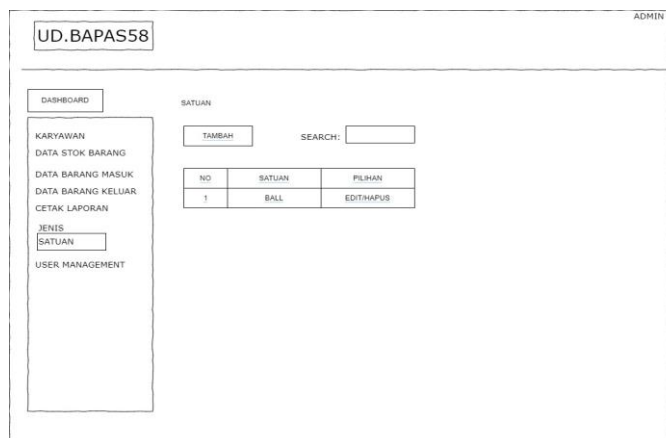 ADMIN
UD.BAPAS58
DASHBOARD
SATUAN
TAMBAH
SEARCH:
KARYAWAN
DATA STOK BARANG
DATA BARANG MASUK
DATA BARANG KELUAR
CETAK LAPORAN
JENIS
SATUAN
USER MANAGEMENT
NO SATUAN PILIHAN
1 BALL EDIT/HAPUS